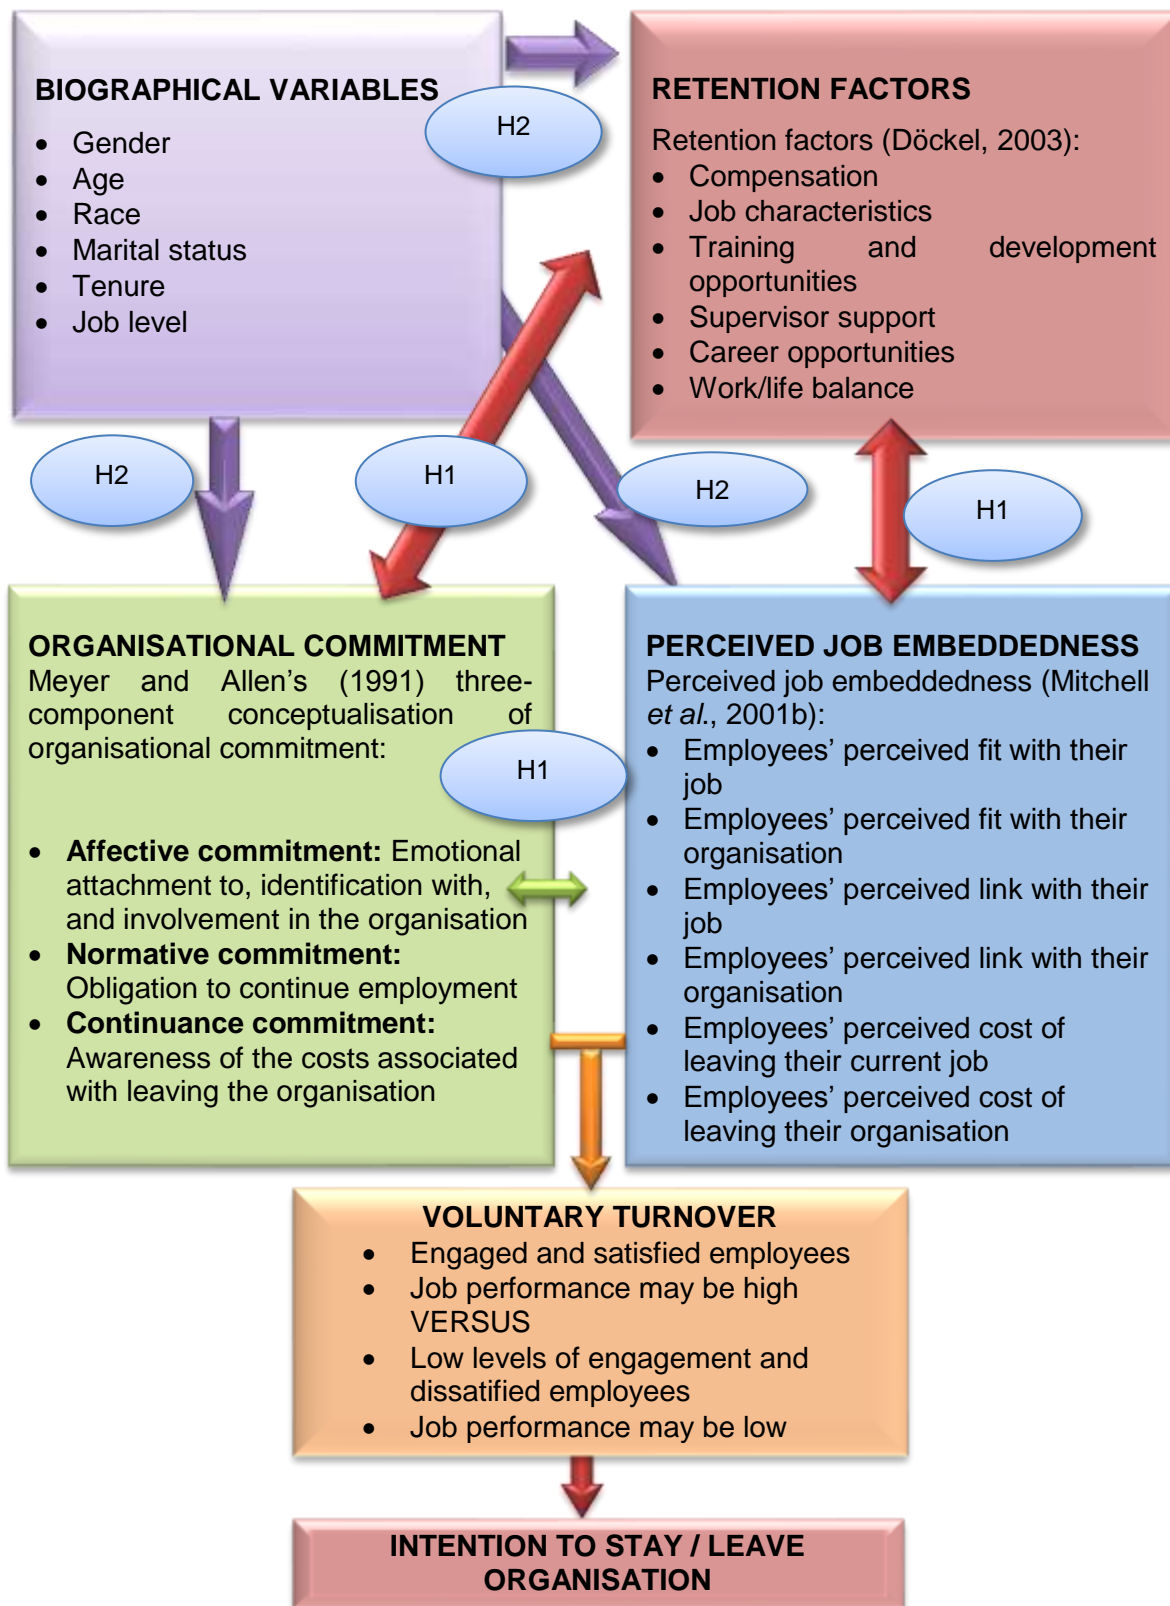 BIOGRAPHICAL VARIABLES
• Gender
• Age
• Race
• Marital status
• Tenure
• Job level
H2
RETENTION FACTORS
Retention factors (Döckel, 2003):
• Compensation
• Job characteristics
• Training and development
opportunities
• Supervisor support
• Career opportunities
• Work/life balance
H2
H1
H2
H1
ORGANISATIONAL COMMITMENT
Meyer and Allen’s (1991) three-
component conceptualisation of
organisational commitment:
• Affective commitment: Emotional
attachment to, identification with,
and involvement in the organisation
• Normative commitment:
Obligation to continue employment
• Continuance commitment:
Awareness of the costs associated
with leaving the organisation
H1
PERCEIVED JOB EMBEDDEDNESS
Perceived job embeddedness (Mitchell
et al., 2001b):
• Employees’ perceived fit with their
job
• Employees’ perceived fit with their
organisation
• Employees’ perceived link with their
job
• Employees’ perceived link with their
organisation
• Employees’ perceived cost of
leaving their current job
• Employees’ perceived cost of
leaving their organisation
VOLUNTARY TURNOVER
• Engaged and satisfied employees
• Job performance may be high
VERSUS
• Low levels of engagement and
dissatified employees
• Job performance may be low
INTENTION TO STAY / LEAVE
ORGANISATION